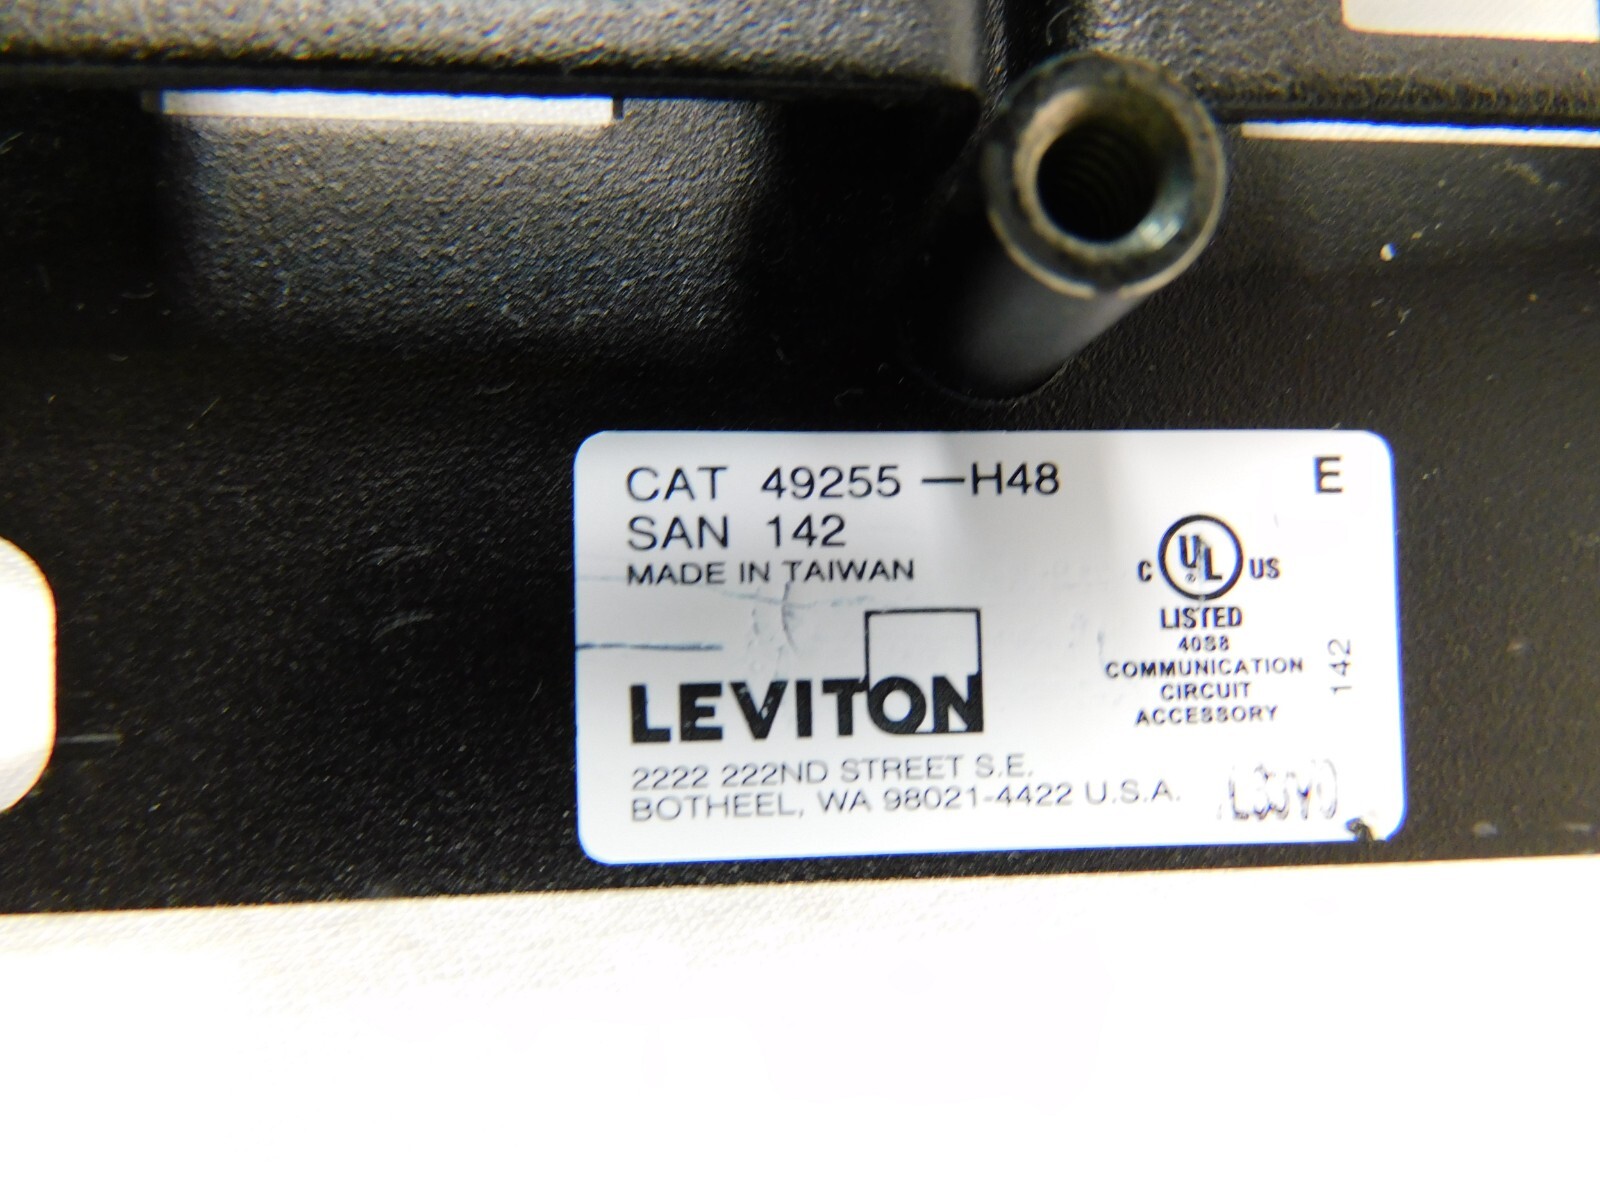 CAT 49255 -H48 E
SAN 142
MADE IN TAIWAN
C UL US
LISTED
40S8
COMMUNICATION
CIRCUIT
ACCESSORY
142
LEVITON
2222 222ND STREET S.E.
BOTHEEL, WA 98021-4422 U.S.A.